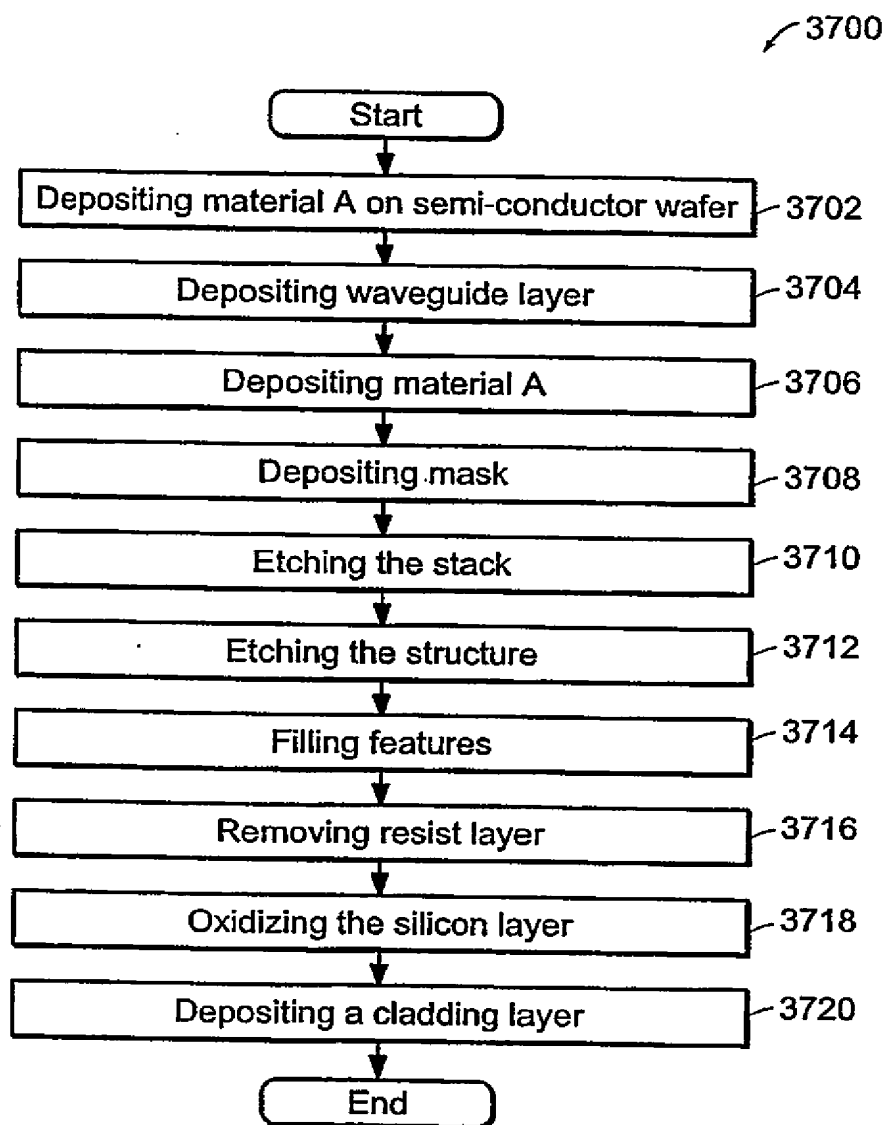 3700
Start
Depositing material A on semi-conductor wafer
3702
Depositing waveguide layer
3704
Depositing material A
3706
Depositing mask
3708
Etching the stack
3710
Etching the structure
3712
Filling features
3714
Removing resist layer
3716
Oxidizing the silicon layer
3718
Depositing a cladding layer
3720
End